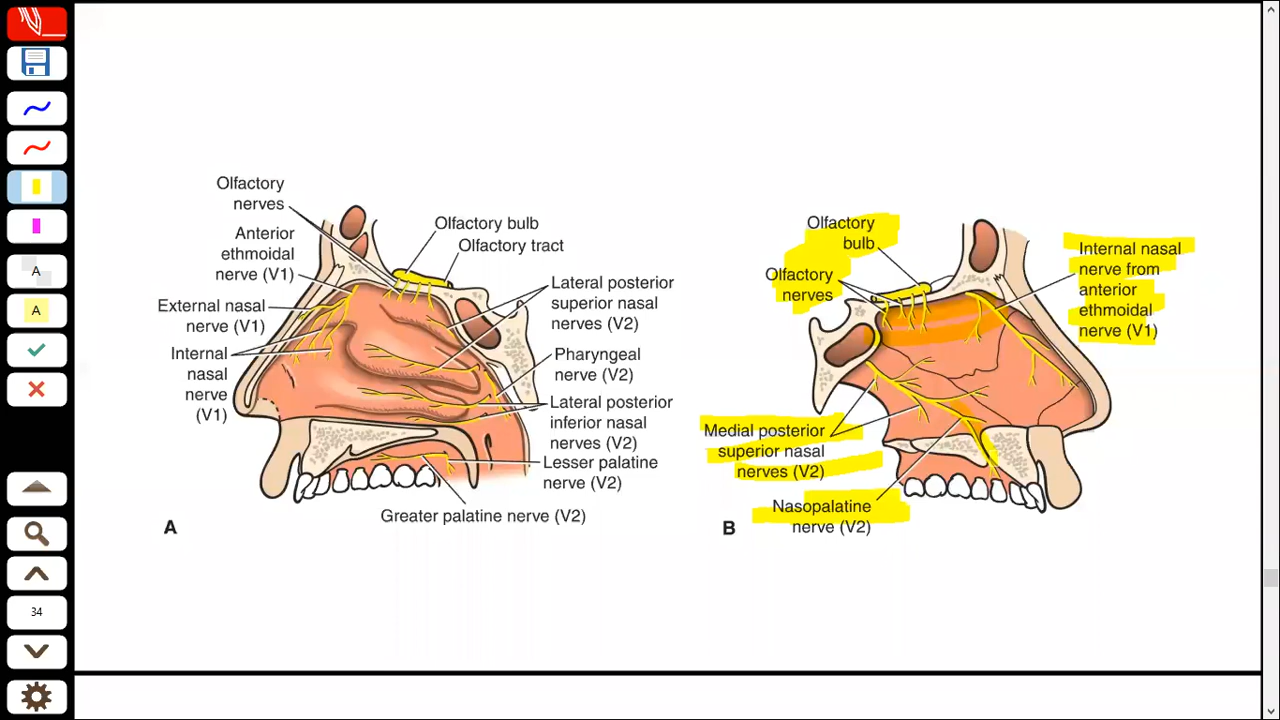 Olfactory
nerves
Anterior
ethmoidal
nerve (V1)
External nasal
nerve (V1)
Internal
nasal
nerve
(V1)
Olfactory bulb
Olfactory tract
Lateral posterior
superior nasal
nerves (V2)
Pharyngeal
nerve (V2)
Lateral posterior
inferior nasal
nerves (V2)
Lesser palatine
nerve (V2)
Greater palatine nerve (V2)
A
Olfactory
bulb
Olfactory
nerves
Internal nasal
nerve from
anterior
ethmoidal
nerve (V1)
Medial posterior
superior nasal
nerves (V2)
Nasopalatine
nerve (V2)
B
A
A
34